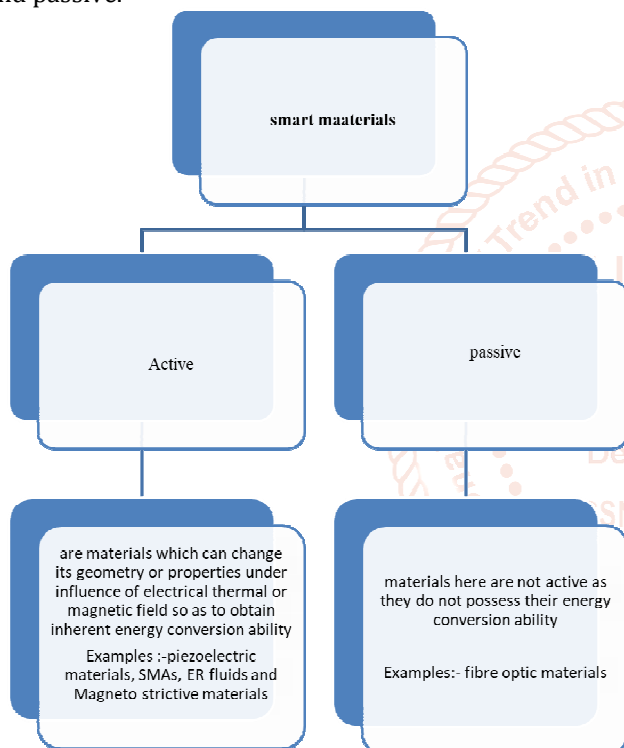 nd passive.
smart maaterials
Active
passive
are materials which can change
its geometry or properties under
influence of electrical thermal or
magnetic field so as to obtain
inherent energy conversion ability
Examples :-piezoelectric
materials, SMAs, ER fluids and
Magneto strictive materials
materials here are not active as
they do not possess their energy
conversion ability
Examples:- fibre optic materials
Trend in